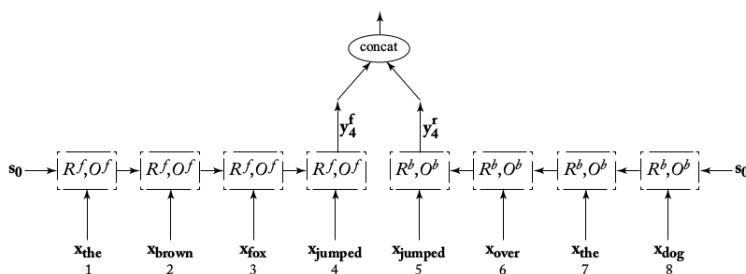 concat
y₄ᶠ y₄ʳ
s₀ Rᶠ,Oᶠ Rᶠ,Oᶠ Rᶠ,Oᶠ Rᶠ,Oᶠ Rᵇ,Oᵇ Rᵇ,Oᵇ Rᵇ,Oᵇ Rᵇ,Oᵇ s₀
x_the x_brown x_fox x_jumped x_jumped x_over x_the x_dog
1 2 3 4 5 6 7 8